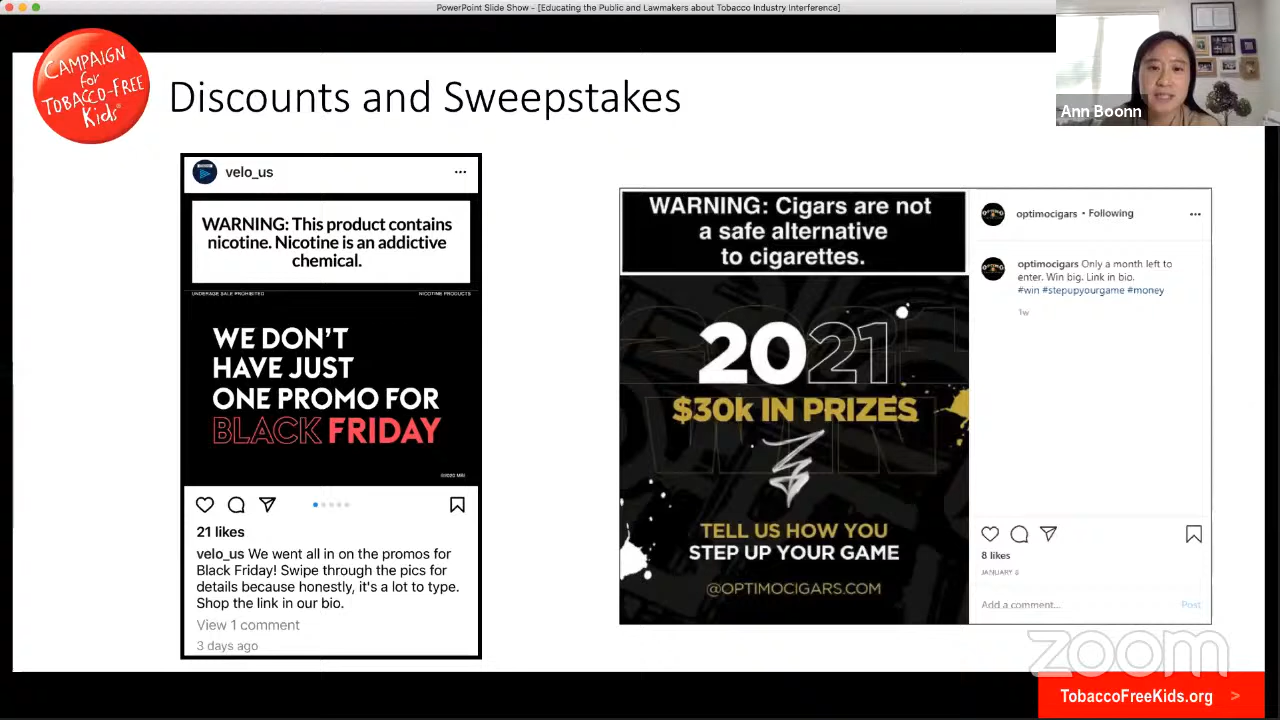 PowerPoint Slide Show - [Educating the Public and Lawmakers about Tobacco Industry Interference]
CAMPAIGN
for
TOBACCO-FREE
Kids®
Discounts and Sweepstakes
Ann Boonn
velo_us
WARNING: This product contains
nicotine. Nicotine is an addictive
chemical.
UNDERAGE SALE PROHIBITED
NICOTINE PRODUCTS
WE DON'T
HAVE JUST
ONE PROMO FOR
BLACK FRIDAY
21 likes
velo_us We went all in on the promos for
Black Friday! Swipe through the pics for
details because honestly, it's a lot to type.
Shop the link in our bio.
View 1 comment
3 days ago
WARNING: Cigars are not
a safe alternative
to cigarettes.
2021
WIN
$30k IN PRIZES
TELL US HOW YOU
STEP UP YOUR GAME
@OPTIMOCIGARS.COM
optimocigars • Following
optimocigars Only a month left to
enter. Win big. Link in bio.
#win #stepupyourgame #money
1w
8 likes
Add a comment...
Post
zoom
TobaccoFreeKids.org >